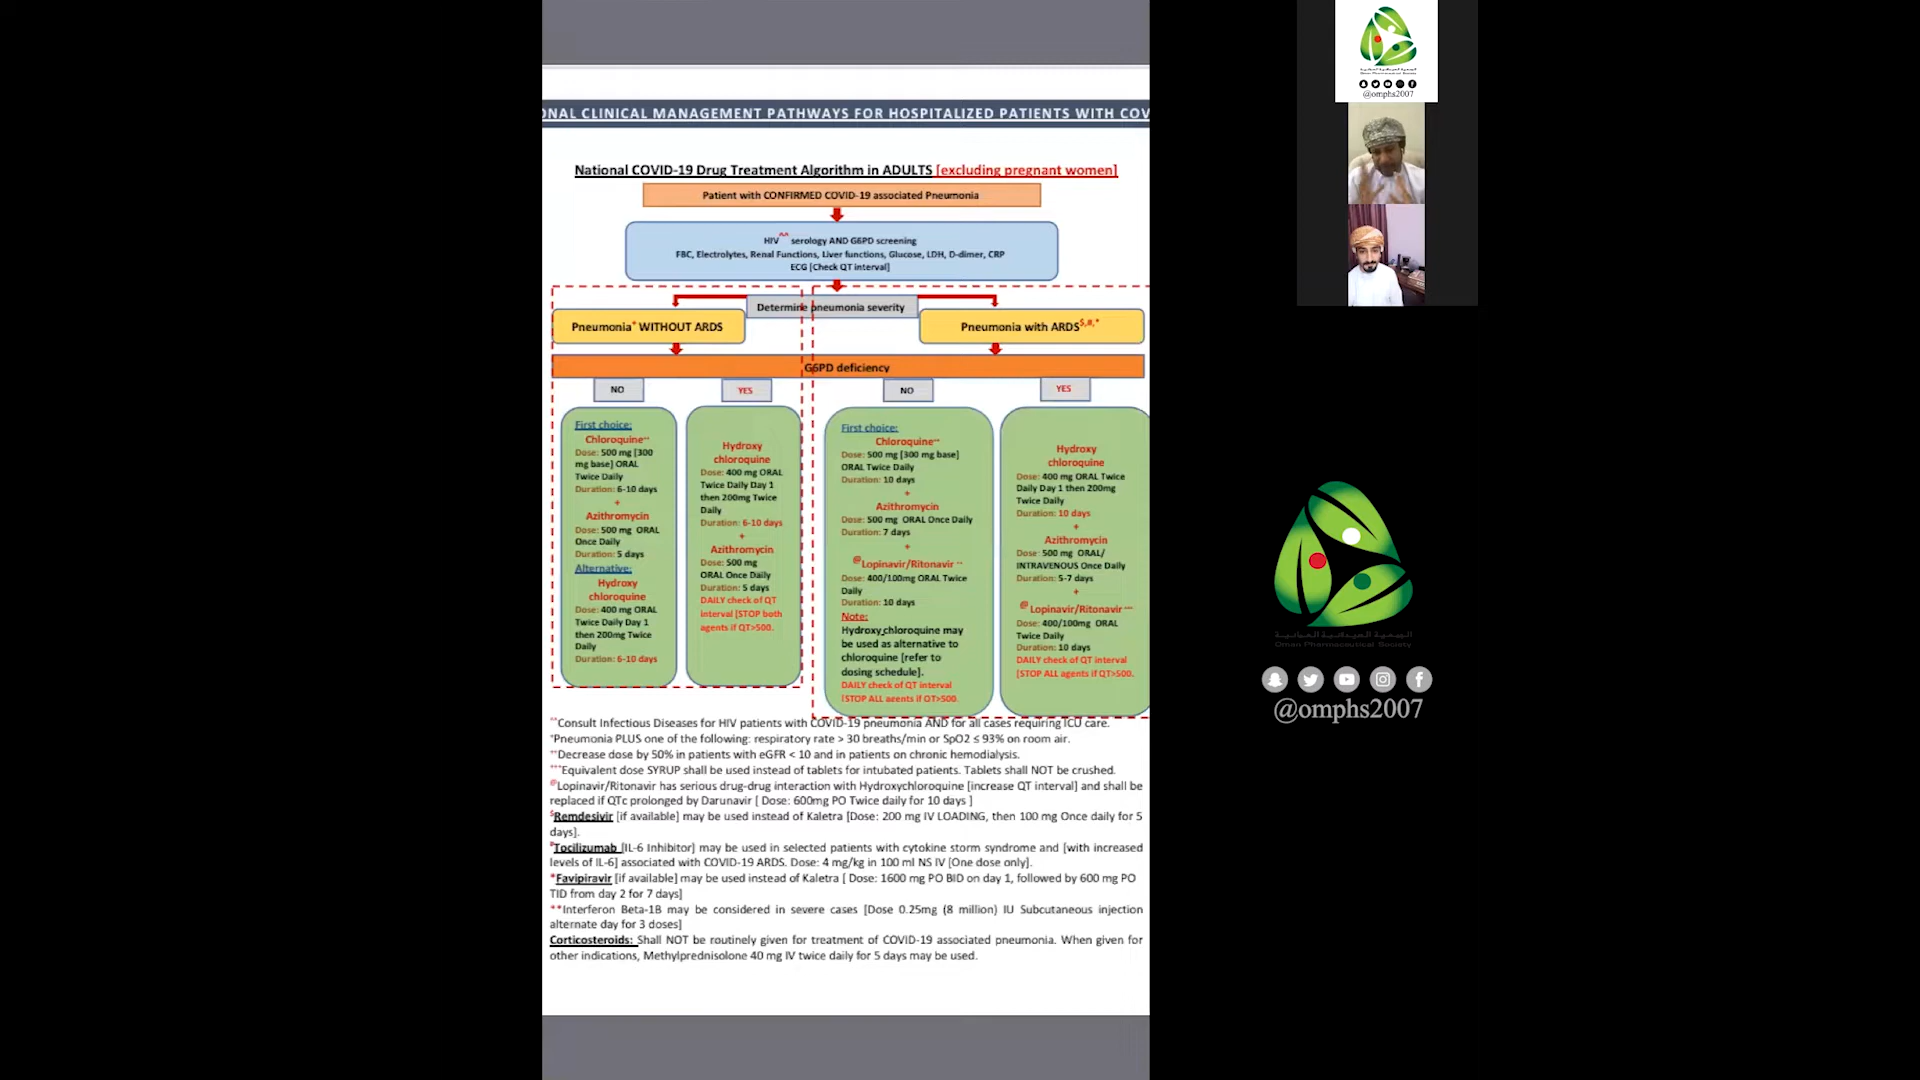 ONAL CLINICAL MANAGEMENT PATHWAYS FOR HOSPITALIZED PATIENTS WITH COV
National COVID-19 Drug Treatment Algorithm in ADULTS [excluding pregnant women]
Patient with CONFIRMED COVID-19 associated Pneumonia
HIV^^ serology AND G6PD screening
FBC, Electrolytes, Renal Functions, Liver functions, Glucose, LDH, D-dimer, CRP
ECG [Check QT interval]
Determine pneumonia severity
Pneumonia+ WITHOUT ARDS
Pneumonia with ARDS$,#,*
G6PD deficiency
NO
YES
NO
YES
First choice:
Chloroquine
Dose: 500 mg [300
mg base] ORAL
Twice Daily
Duration: 6-10 days
+
Azithromycin
Dose: 500 mg ORAL
Once Daily
Duration: 5 days
Alternative:
Hydroxy
chloroquine
Dose: 400 mg ORAL
Twice Daily Day 1
then 200mg Twice
Daily
Duration: 6-10 days
Hydroxy
chloroquine
Dose: 400 mg ORAL
Twice Daily Day 1
then 200mg Twice
Daily
Duration: 6-10 days
+
Azithromycin
Dose: 500 mg
ORAL Once Daily
Duration: 5 days
DAILY check of QT
interval [STOP both
agents if QT>500.
First choice:
Chloroquine
Dose: 500 mg [300 mg base]
ORAL Twice Daily
Duration: 10 days
+
Azithromycin
Dose: 500 mg ORAL Once Daily
Duration: 7 days
+
@Lopinavir/Ritonavir
Dose: 400/100mg ORAL Twice
Daily
Duration: 10 days
Note:
Hydroxychloroquine may
be used as alternative to
chloroquine [refer to
dosing schedule].
DAILY check of QT interval
[STOP ALL agents if QT>500.
Hydroxy
chloroquine
Dose: 400 mg ORAL Twice
Daily Day 1 then 200mg
Twice Daily
Duration: 10 days
+
Azithromycin
Dose: 500 mg ORAL/
INTRAVENOUS Once Daily
Duration: 5-7 days
+
@Lopinavir/Ritonavir
Dose: 400/100mg ORAL
Twice Daily
Duration: 10 days
DAILY check of QT interval
[STOP ALL agents if QT>500.
^^Consult Infectious Diseases for HIV patients with COVID-19 pneumonia AND for all cases requiring ICU care.
+Pneumonia PLUS one of the following: respiratory rate > 30 breaths/min or SpO2 ≤ 93% on room air.
++Decrease dose by 50% in patients with eGFR < 10 and in patients on chronic hemodialysis.
+++Equivalent dose SYRUP shall be used instead of tablets for intubated patients. Tablets shall NOT be crushed.
@Lopinavir/Ritonavir has serious drug-drug interaction with Hydroxychloroquine [increase QT interval] and shall be
replaced if QTc prolonged by Darunavir [ Dose: 600mg PO Twice daily for 10 days ]
$Remdesivir [if available] may be used instead of Kaletra [Dose: 200 mg IV LOADING, then 100 mg Once daily for 5
days].
#Tocilizumab [IL-6 Inhibitor] may be used in selected patients with cytokine storm syndrome and [with increased
levels of IL-6] associated with COVID-19 ARDS. Dose: 4 mg/kg in 100 ml NS IV [One dose only].
*Favipiravir [if available] may be used instead of Kaletra [ Dose: 1600 mg PO BID on day 1, followed by 600 mg PO
TID from day 2 for 7 days]
**Interferon Beta-1B may be considered in severe cases [Dose 0.25mg (8 million) IU Subcutaneous injection
alternate day for 3 doses]
Corticosteroids: Shall NOT be routinely given for treatment of COVID-19 associated pneumonia. When given for
other indications, Methylprednisolone 40 mg IV twice daily for 5 days may be used.
@omphs2007
الجمعية الصيدلانية العمانية
Oman Pharmaceutical Society
@omphs2007